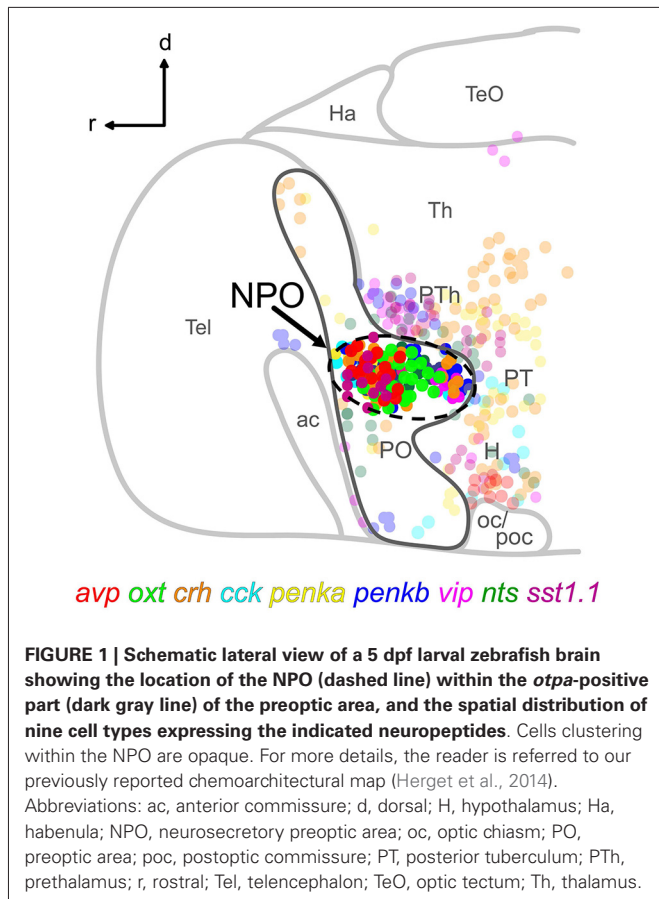 d
r
Ha
TeO
Th
NPO
PTh
Tel
PT
ac
PO
H
oc/
poc
avp oxt crh cck penka penkb vip nts sst1.1
FIGURE 1 | Schematic lateral view of a 5 dpf larval zebrafish brain
showing the location of the NPO (dashed line) within the otpa-positive
part (dark gray line) of the preoptic area, and the spatial distribution of
nine cell types expressing the indicated neuropeptides. Cells clustering
within the NPO are opaque. For more details, the reader is referred to our
previously reported chemoarchitectural map (Herget et al., 2014).
Abbreviations: ac, anterior commissure; d, dorsal; H, hypothalamus; Ha,
habenula; NPO, neurosecretory preoptic area; oc, optic chiasm; PO,
preoptic area; poc, postoptic commissure; PT, posterior tuberculum; PTh,
prethalamus; r, rostral; Tel, telencephalon; TeO, optic tectum; Th, thalamus.